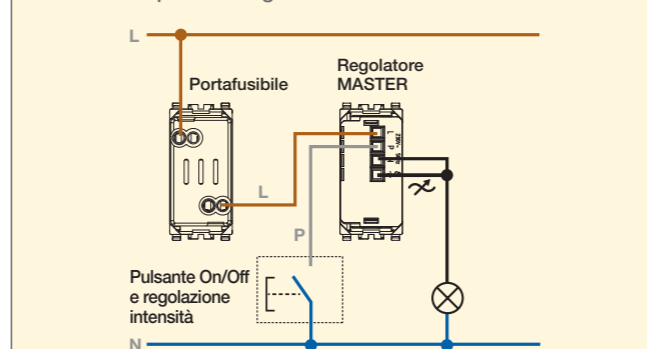 L
Portafusibile
Regolatore
MASTER
L
P
L
P
Pulsante On/Off
e regolazione
intensità
N